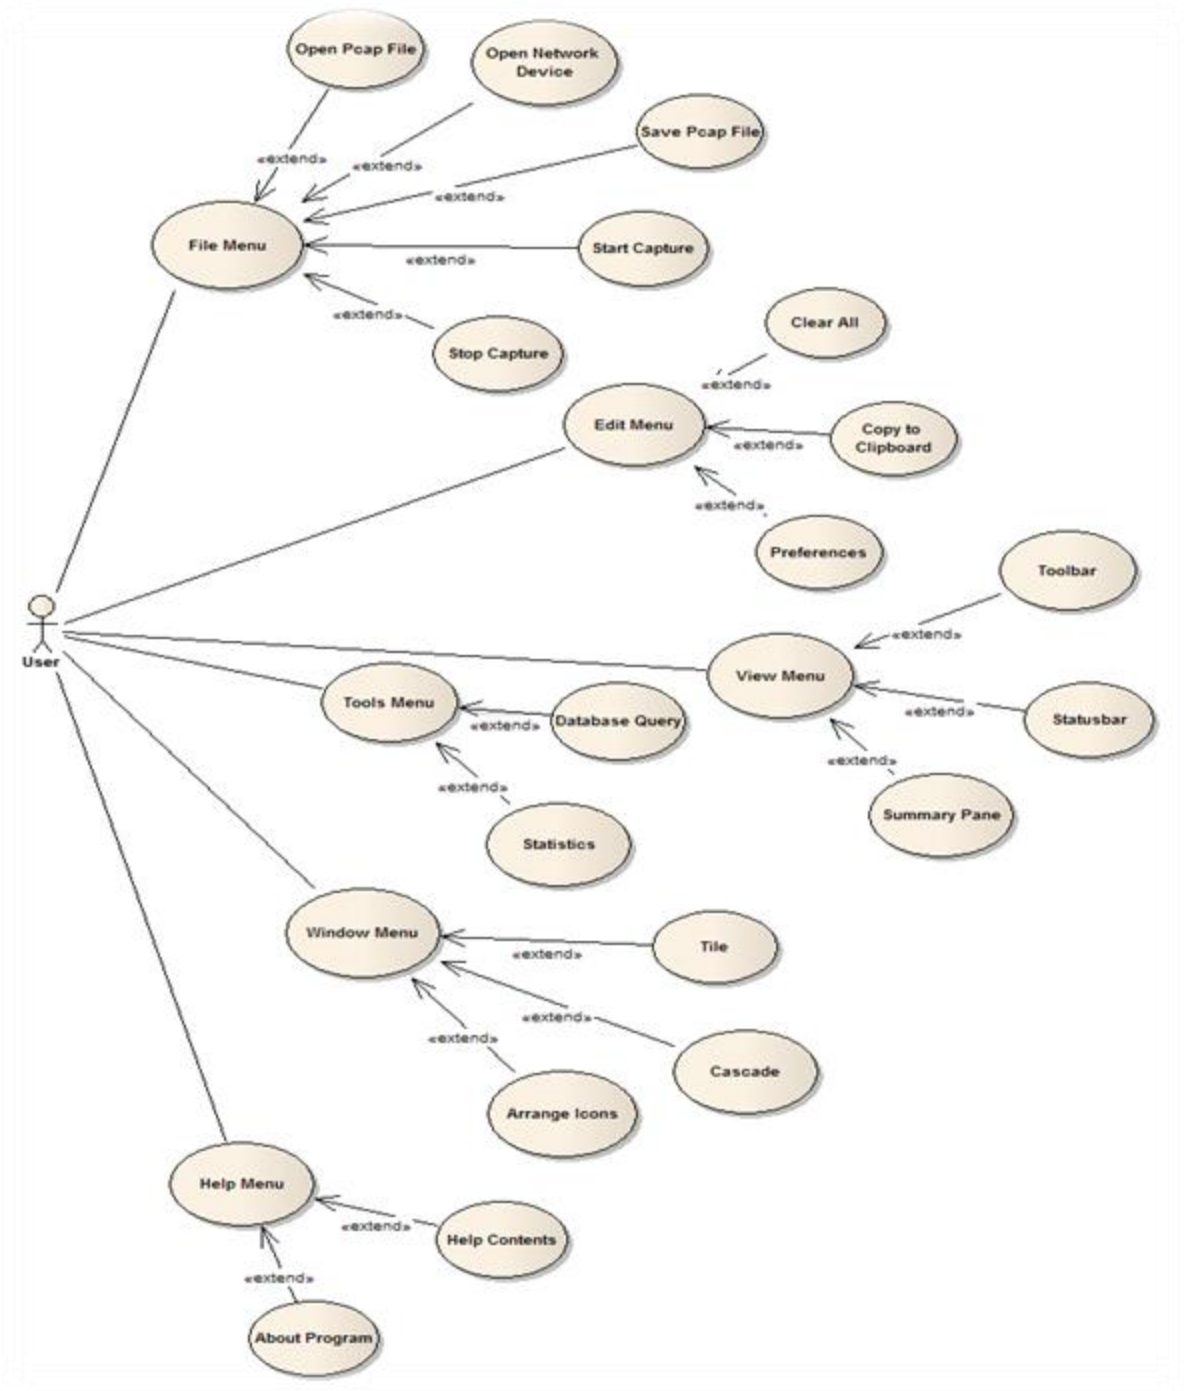 Open Pcap File
Open Network
Device
Save Pcap File
«extend»
«extend»
«extend»
File Menu
Start Capture
«extend»
«extend»
Stop Capture
Clear All
«extend»
Edit Menu
Copy to
Clipboard
«extend»
«extend»
Preferences
Toolbar
«extend»
User
View Menu
Tools Menu
Database Query
«extend»
Statusbar
«extend»
«extend»
«extend»
Summary Pane
Statistics
Window Menu
Tile
«extend»
«extend»
«extend»
Cascade
Arrange Icons
Help Menu
«extend»
Help Contents
«extend»
About Program